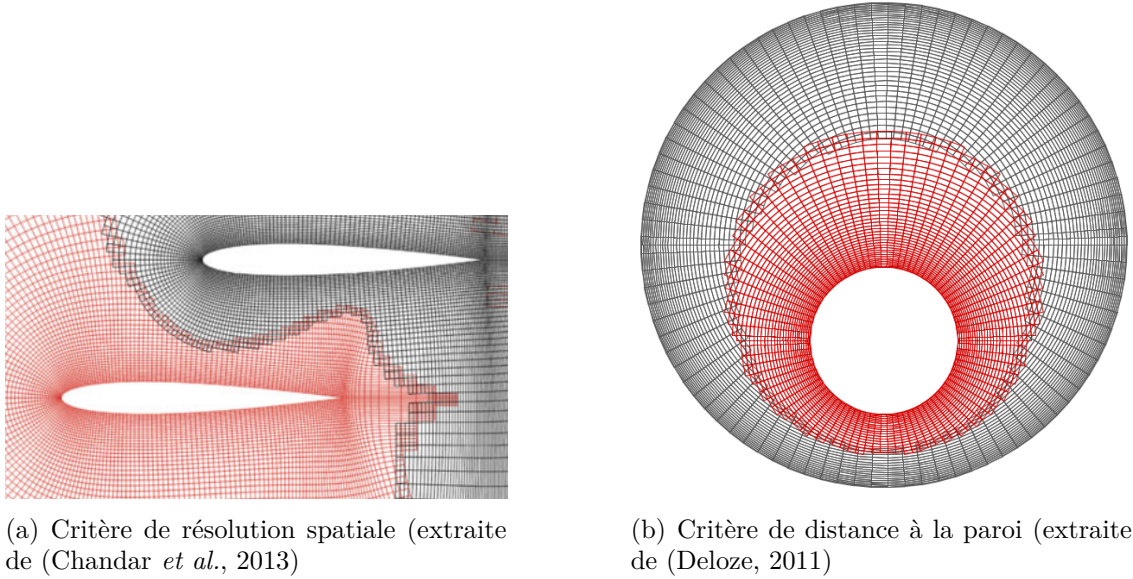 (a) Critère de résolution spatiale (extraite
de (Chandar et al., 2013)
(b) Critère de distance à la paroi (extraite
de (Deloze, 2011)